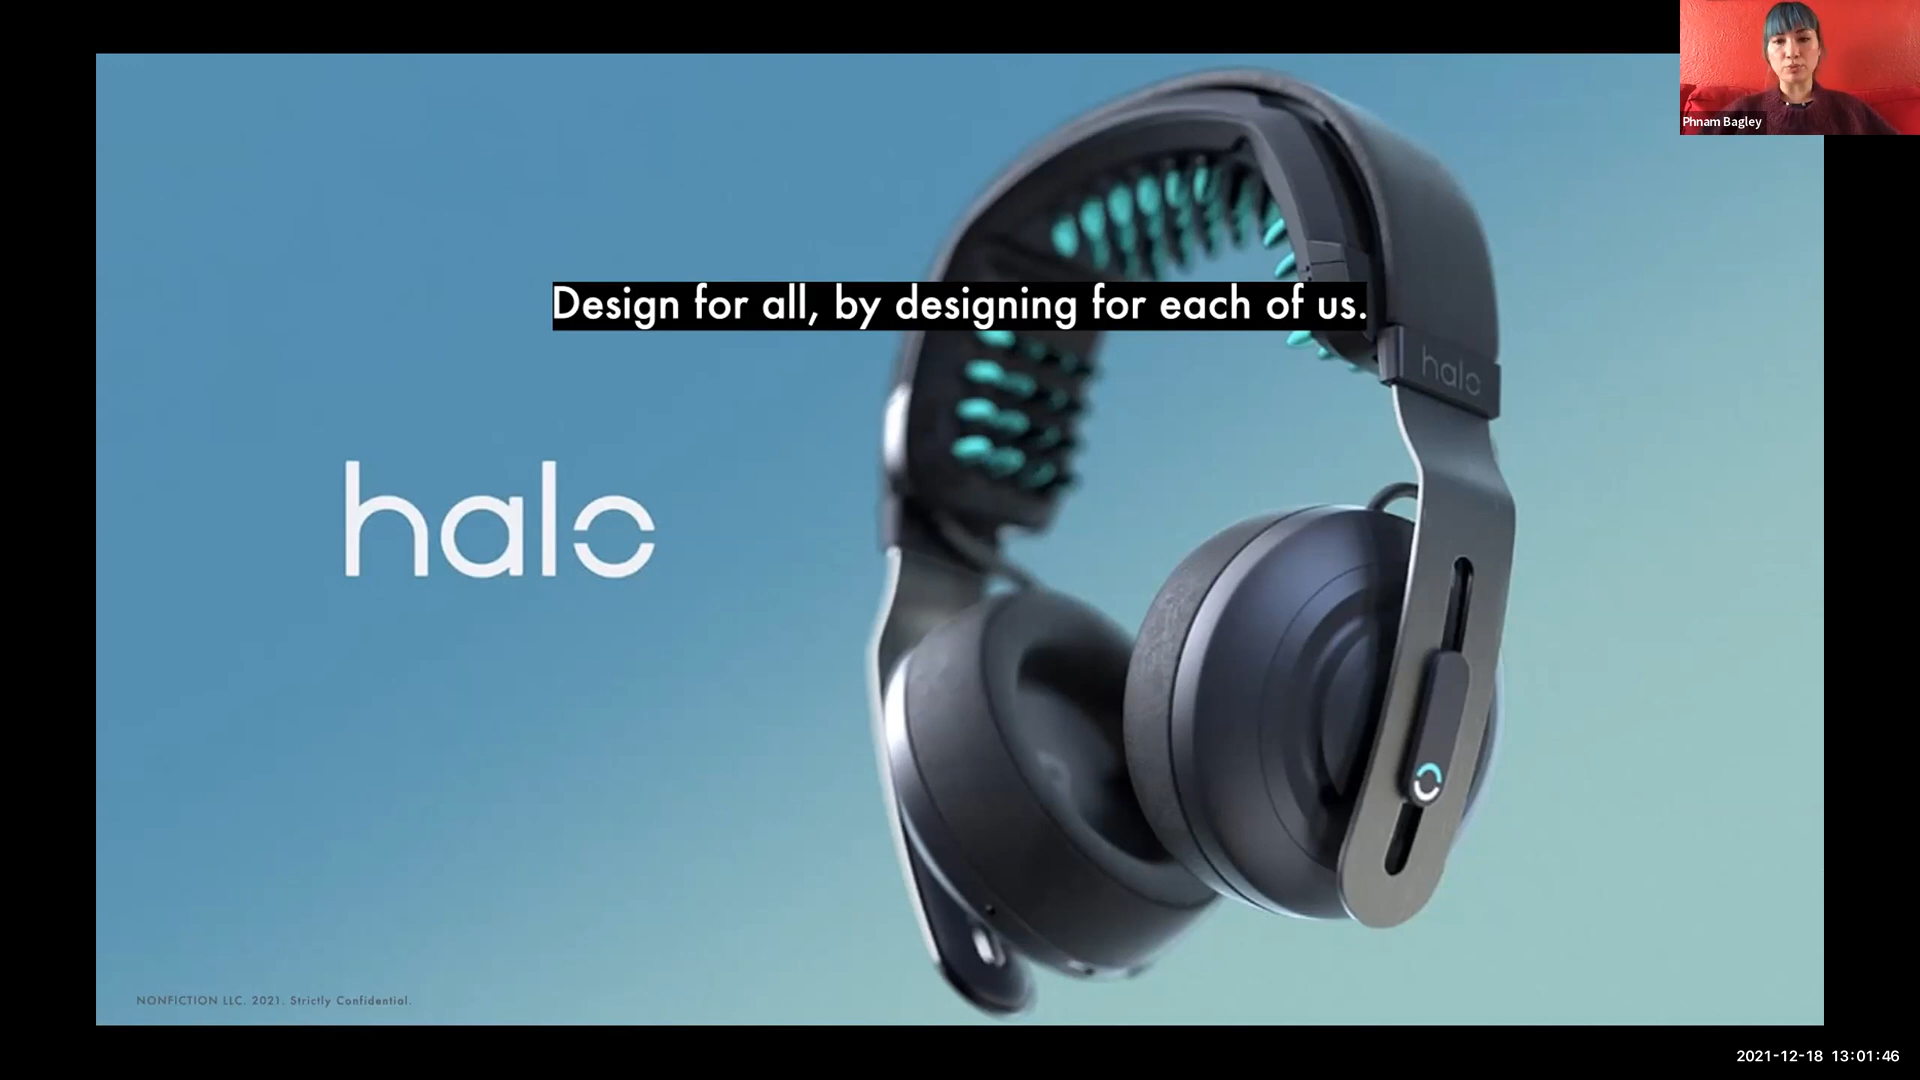 Phnam Bagley
Design for all, by designing for each of us.
halo
halo
NONFICTION LLC. 2021. Strictly Confidential.
2021-12-18 13:01:46